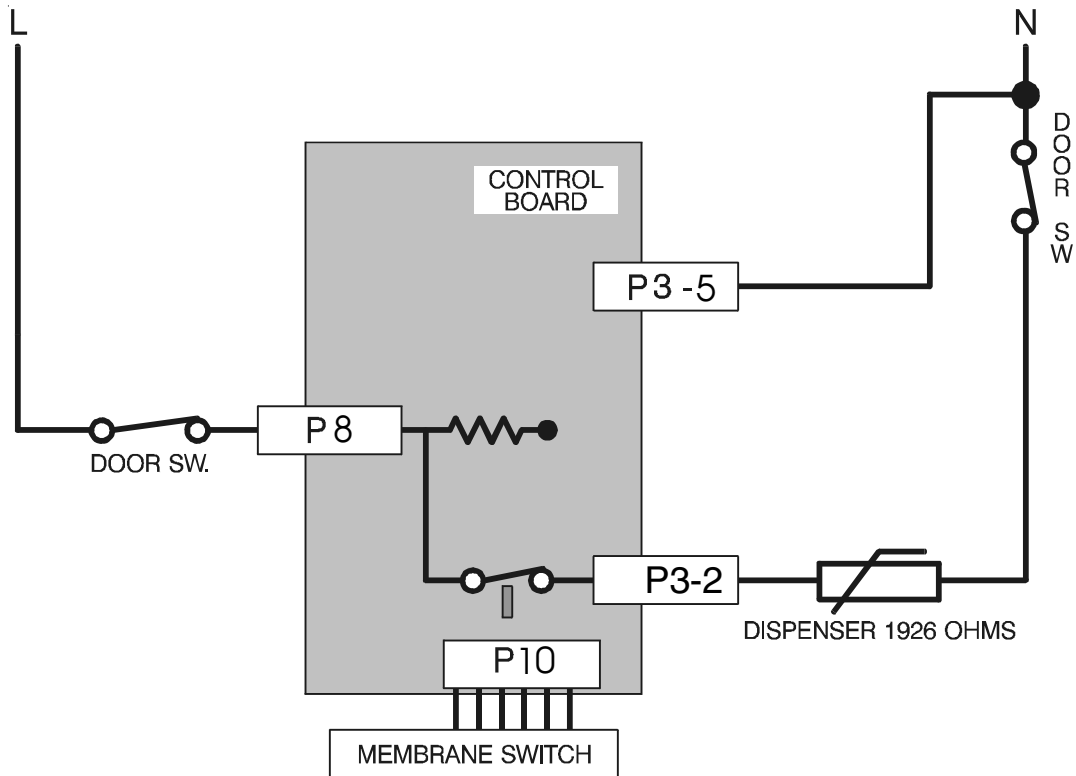 L
N
DOOR SW
CONTROL
BOARD
P3-5
P8
DOOR SW.
P3-2
DISPENSER 1926 OHMS
P10
MEMBRANE SWITCH